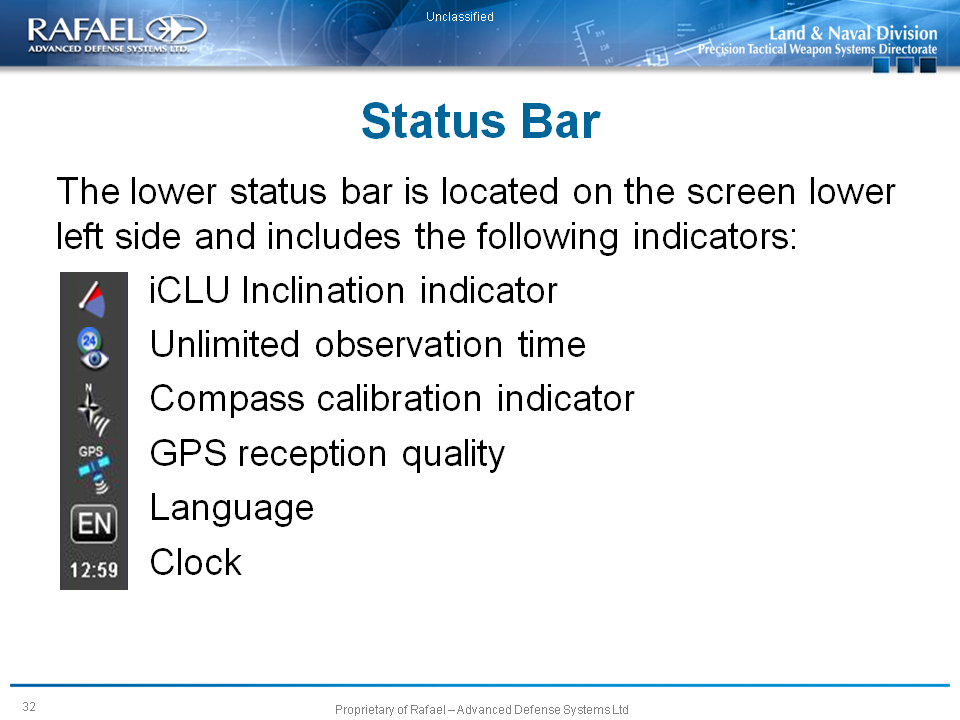 Unclassified
RAFAEL
ADVANCED DEFENSE SYSTEMS LTD.
Land & Naval Division
Precision Tactical Weapon Systems Directorate
Status Bar
The lower status bar is located on the screen lower
left side and includes the following indicators:
iCLU Inclination indicator
24
Unlimited observation time
N
Compass calibration indicator
GPS
GPS reception quality
EN
Language
12:59
Clock
32
Proprietary of Rafael – Advanced Defense Systems Ltd